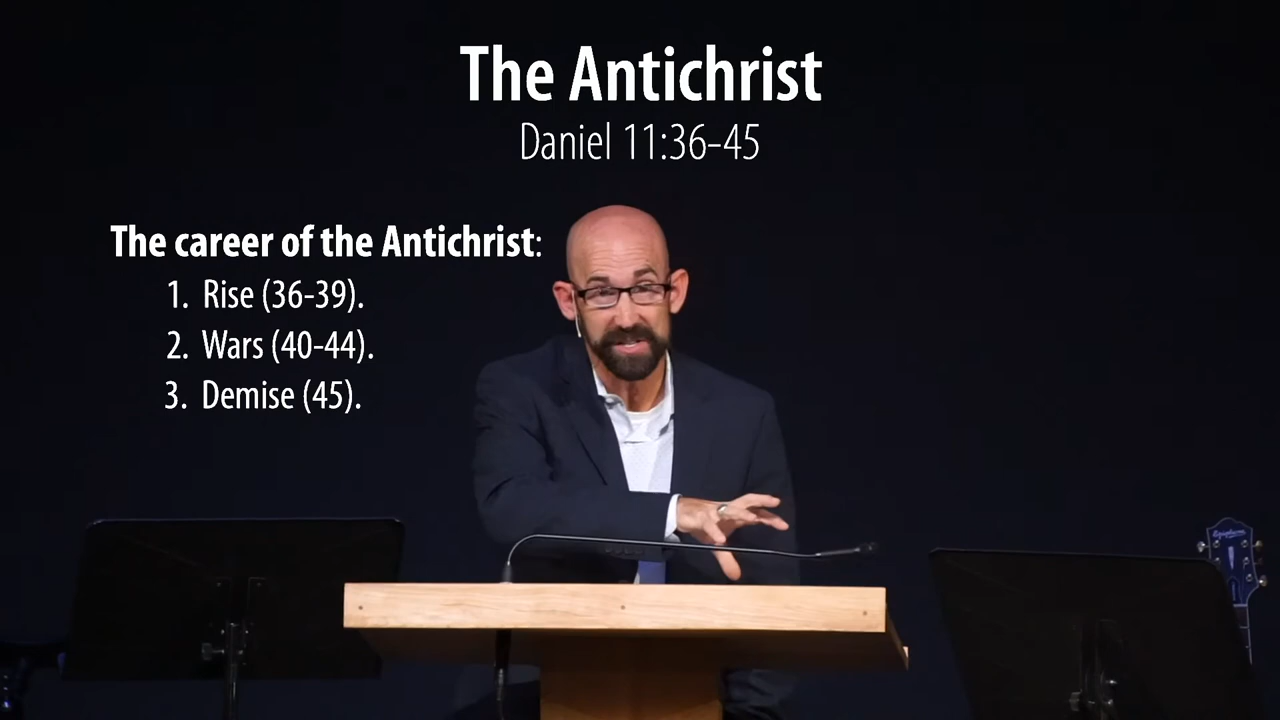 The Antichrist
Daniel 11:36-45
The career of the Antichrist:
1. Rise (36-39).
2. Wars (40-44).
3. Demise (45).
Epiphone